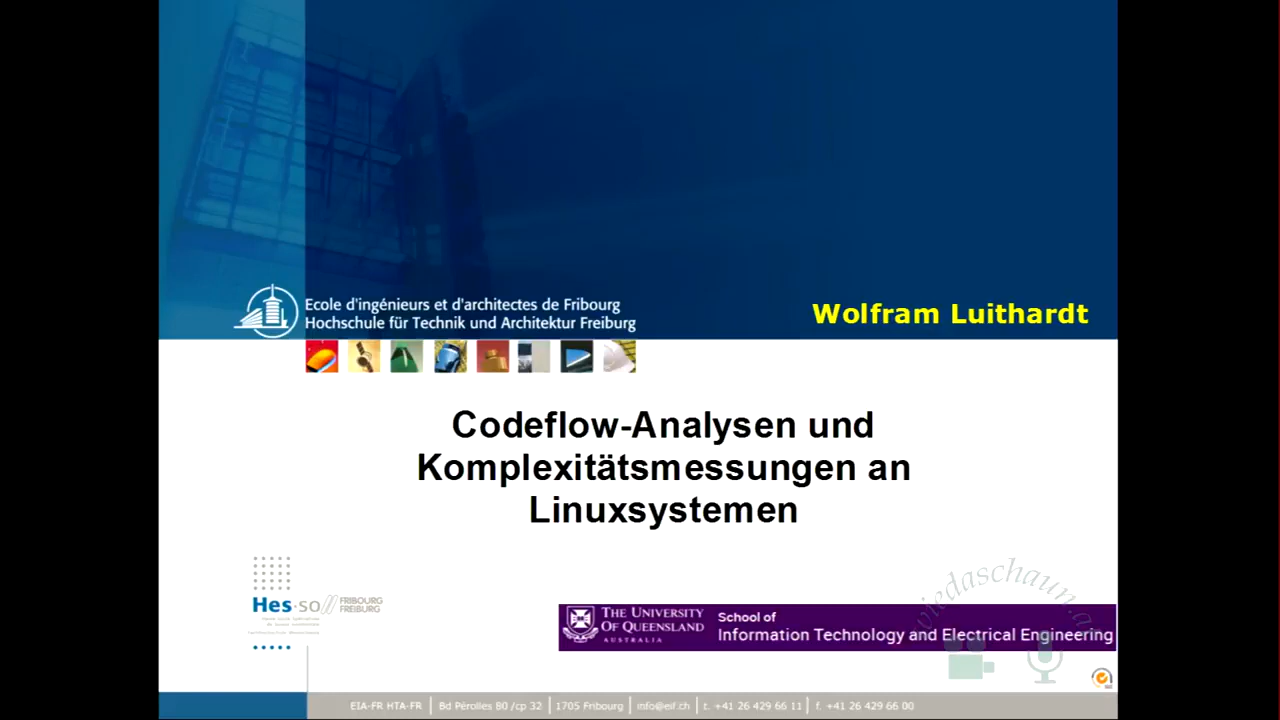 Ecole d'ingénieurs et d'architectes de Fribourg
Hochschule für Technik und Architektur Freiburg
Wolfram Luithardt
Codeflow-Analysen und
Komplexitätsmessungen an
Linuxsystemen
Hes·so // FRIBOURG
FREIBURG
THE UNIVERSITY
OF QUEENSLAND
AUSTRALIA
School of
Information Technology and Electrical Engineering
EIA-FR HTA-FR | Bd Pérolles 80 /cp 32 | 1705 Fribourg | info@eif.ch | t. +41 26 429 66 11 | f. +41 26 429 66 00